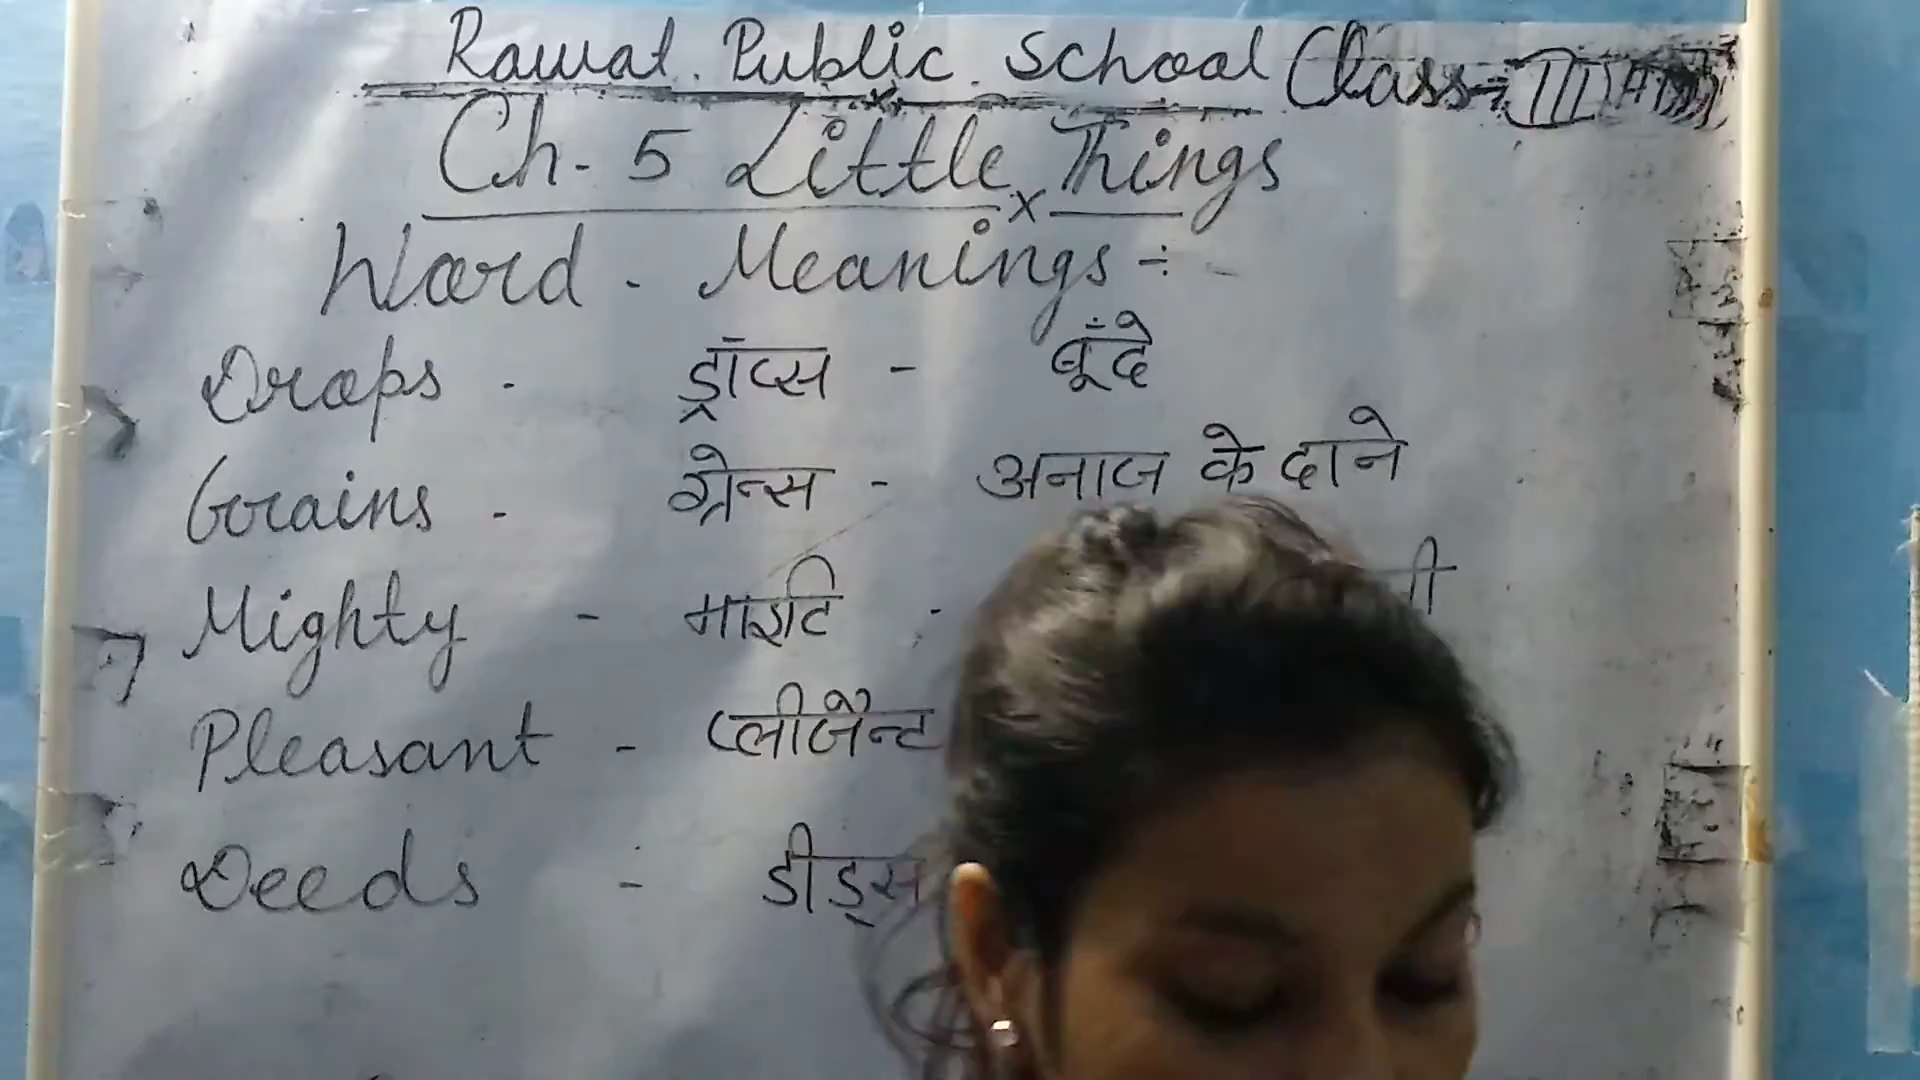 Rawat Public School Class-III
Ch-5 Little Things
Word-Meanings÷
Drops - ड्रॉप्स - बूँदे
Grains - ग्रेन्स - अनाज के दाने
Mighty - माइटि -
Pleasant - प्लीजैन्ट
Deeds - डीड्स